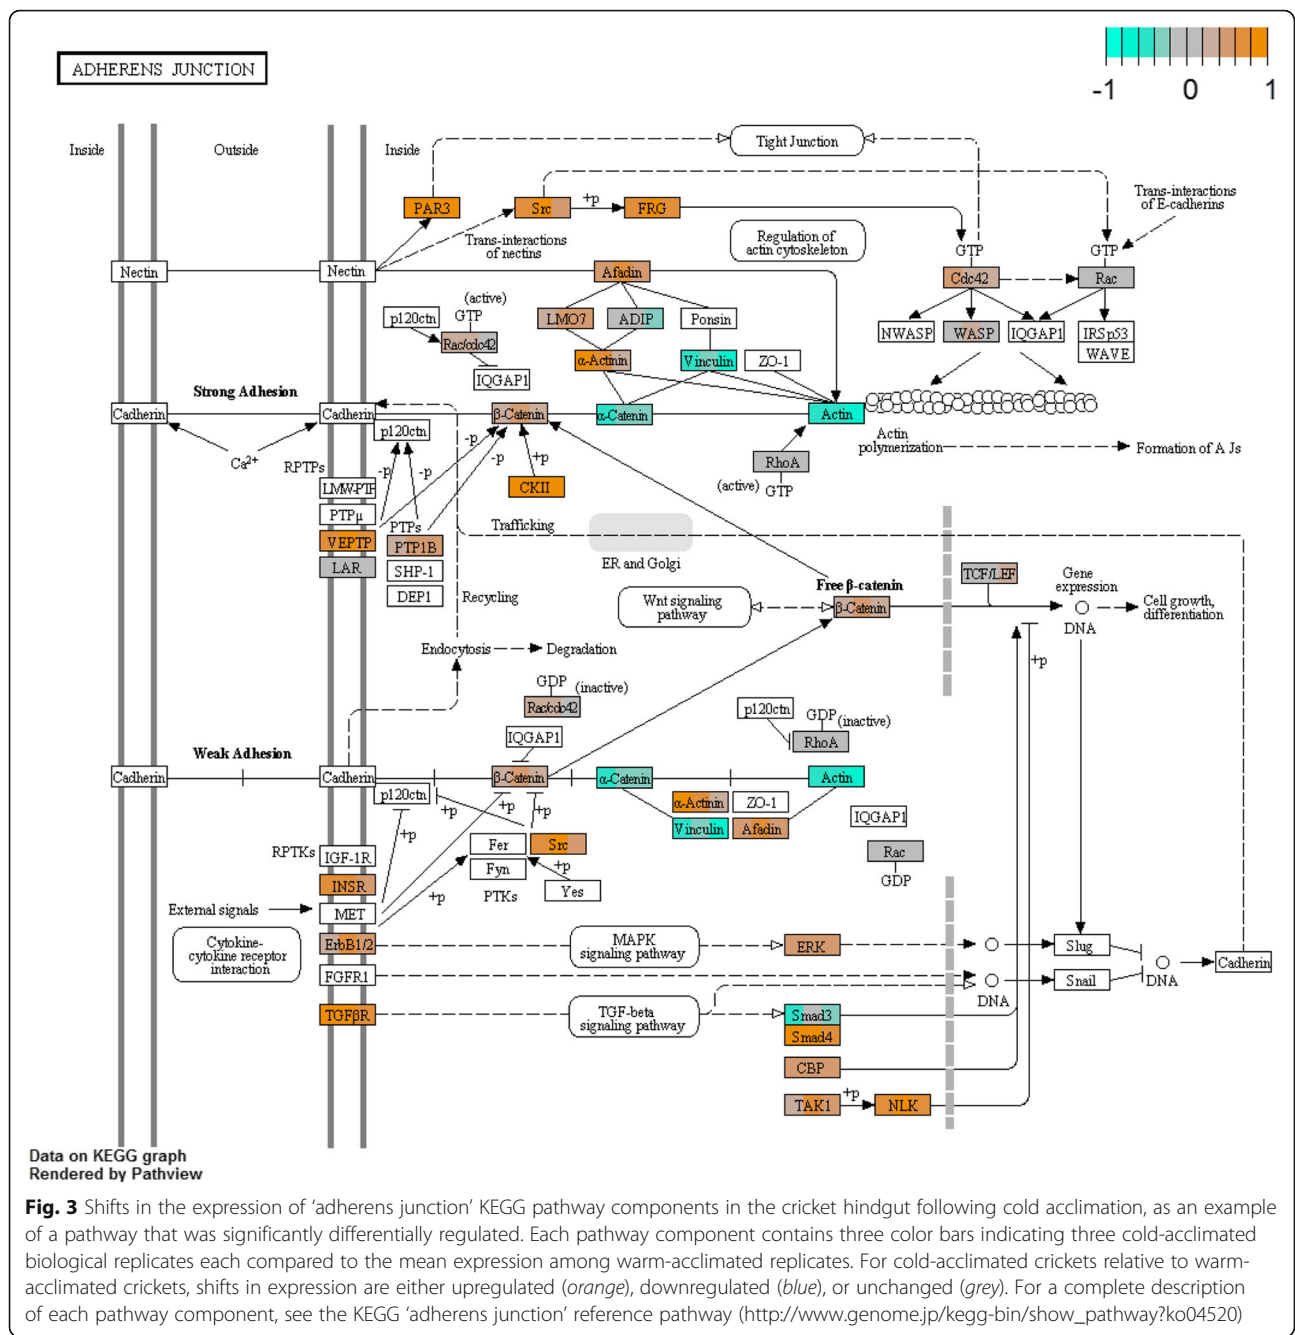 ADHERENS JUNCTION
-1 0 1
Inside
Outside
Inside
Tight Junction
PAR3
Src
+p
FRG
Trans-interactions
of E-cadherins
Trans-interactions
of nectins
Regulation of
actin cytoskeleton
GTP
GTP
Nectin
Nectin
Afadin
Cdc42
Rac
(active)
GTP
p120ctn
LMO7
ADIP
Ponsin
NWASP
WASP
IQGAP1
IRSp53
WAVE
Rac/cdc42
α-Actinin
Vinculin
ZO-1
IQGAP1
Strong Adhesion
Cadherin
Cadherin
β-Catenin
α-Catenin
Actin
p120ctn
Actin
polymerization
Formation of A Js
Ca2+
RPTPs
-p
-p
-p
-p
+p
RhoA
(active)
GTP
LMW-PTP
CKII
PTPμ
PTPs
Trafficking
VEPTP
PTP1B
ER and Golgi
LAR
SHP-1
DEP1
Recycling
Free β-catenin
TCF/LEF
Gene
expression
Wnt signaling
pathway
β-Catenin
DNA
Cell growth,
differentiation
Endocytosis
Degradation
+p
GDP
(inactive)
Rac/cdc42
p120ctn
GDP
(inactive)
IQGAP1
RhoA
Weak Adhesion
Cadherin
Cadherin
β-Catenin
α-Catenin
Actin
p120ctn
+p
+p
+p
+p
α-Actinin
ZO-1
IQGAP1
Vinculin
Afadin
RPTKs
IGF-1R
Fer
Src
Rac
Fyn
+p
GDP
INSR
+p
PTKs
Yes
External signals
MET
Cytokine-
cytokine receptor
interaction
ErbB1/2
MAPK
signaling pathway
ERK
Slug
FGFR1
Snail
DNA
DNA
Cadherin
TGFβR
TGF-beta
signaling pathway
Smad3
Smad4
CBP
TAK1
+p
NLK
Data on KEGG graph
Rendered by Pathview
Fig. 3 Shifts in the expression of ‘adherens junction’ KEGG pathway components in the cricket hindgut following cold acclimation, as an example
of a pathway that was significantly differentially regulated. Each pathway component contains three color bars indicating three cold-acclimated
biological replicates each compared to the mean expression among warm-acclimated replicates. For cold-acclimated crickets relative to warm-
acclimated crickets, shifts in expression are either upregulated (orange), downregulated (blue), or unchanged (grey). For a complete description
of each pathway component, see the KEGG ‘adherens junction’ reference pathway (http://www.genome.jp/kegg-bin/show_pathway?ko04520)